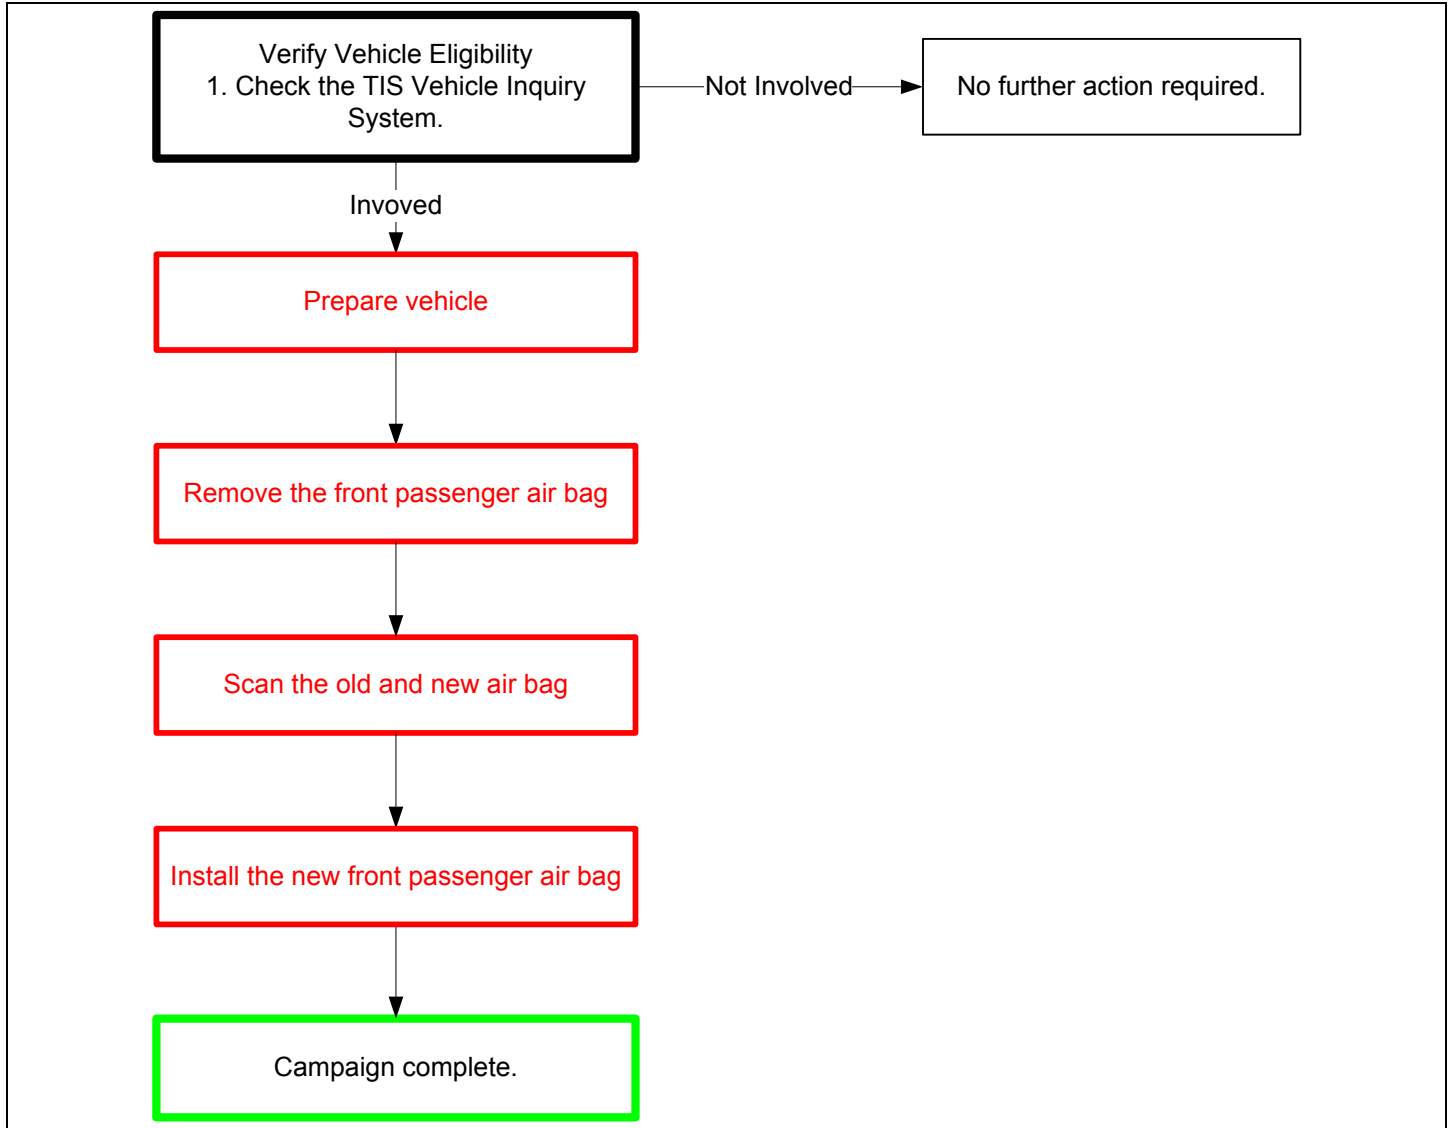 Verify Vehicle Eligibility
1. Check the TIS Vehicle Inquiry
System.
Not Involved
No further action required.
Invoved
Prepare vehicle
Remove the front passenger air bag
Scan the old and new air bag
Install the new front passenger air bag
Campaign complete.